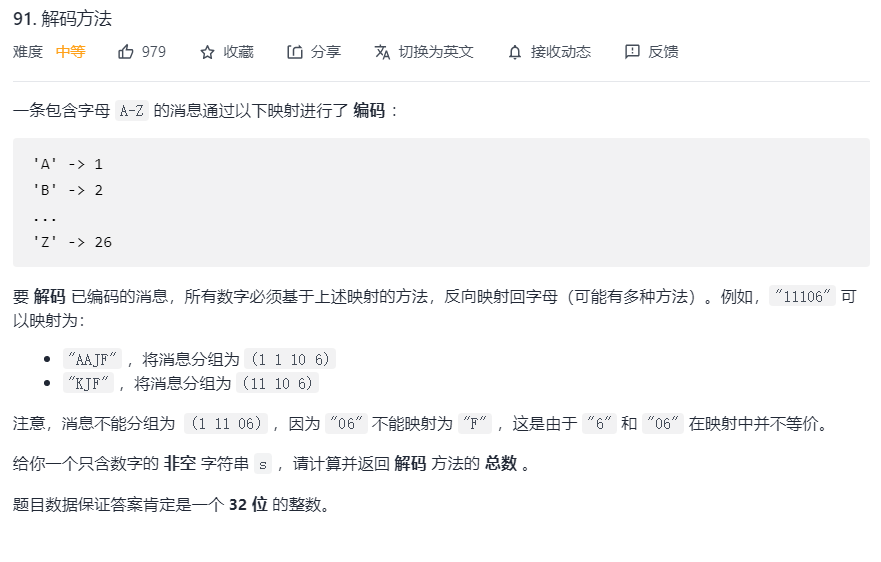 91. 解码方法
难度 中等 979 收藏 分享 切换为英文 接收动态 反馈
一条包含字母 A-Z 的消息通过以下映射进行了 编码 ：
'A' -> 1
'B' -> 2
...
'Z' -> 26
要 解码 已编码的消息，所有数字必须基于上述映射的方法，反向映射回字母（可能有多种方法）。例如，"11106" 可
以映射为：
"AAJF" ，将消息分组为 (1 1 10 6)
"KJF" ，将消息分组为 (11 10 6)
注意，消息不能分组为 (1 11 06) ，因为 "06" 不能映射为 "F" ，这是由于 "6" 和 "06" 在映射中并不等价。
给你一个只含数字的 非空 字符串 s ，请计算并返回 解码 方法的 总数 。
题目数据保证答案肯定是一个 32 位 的整数。